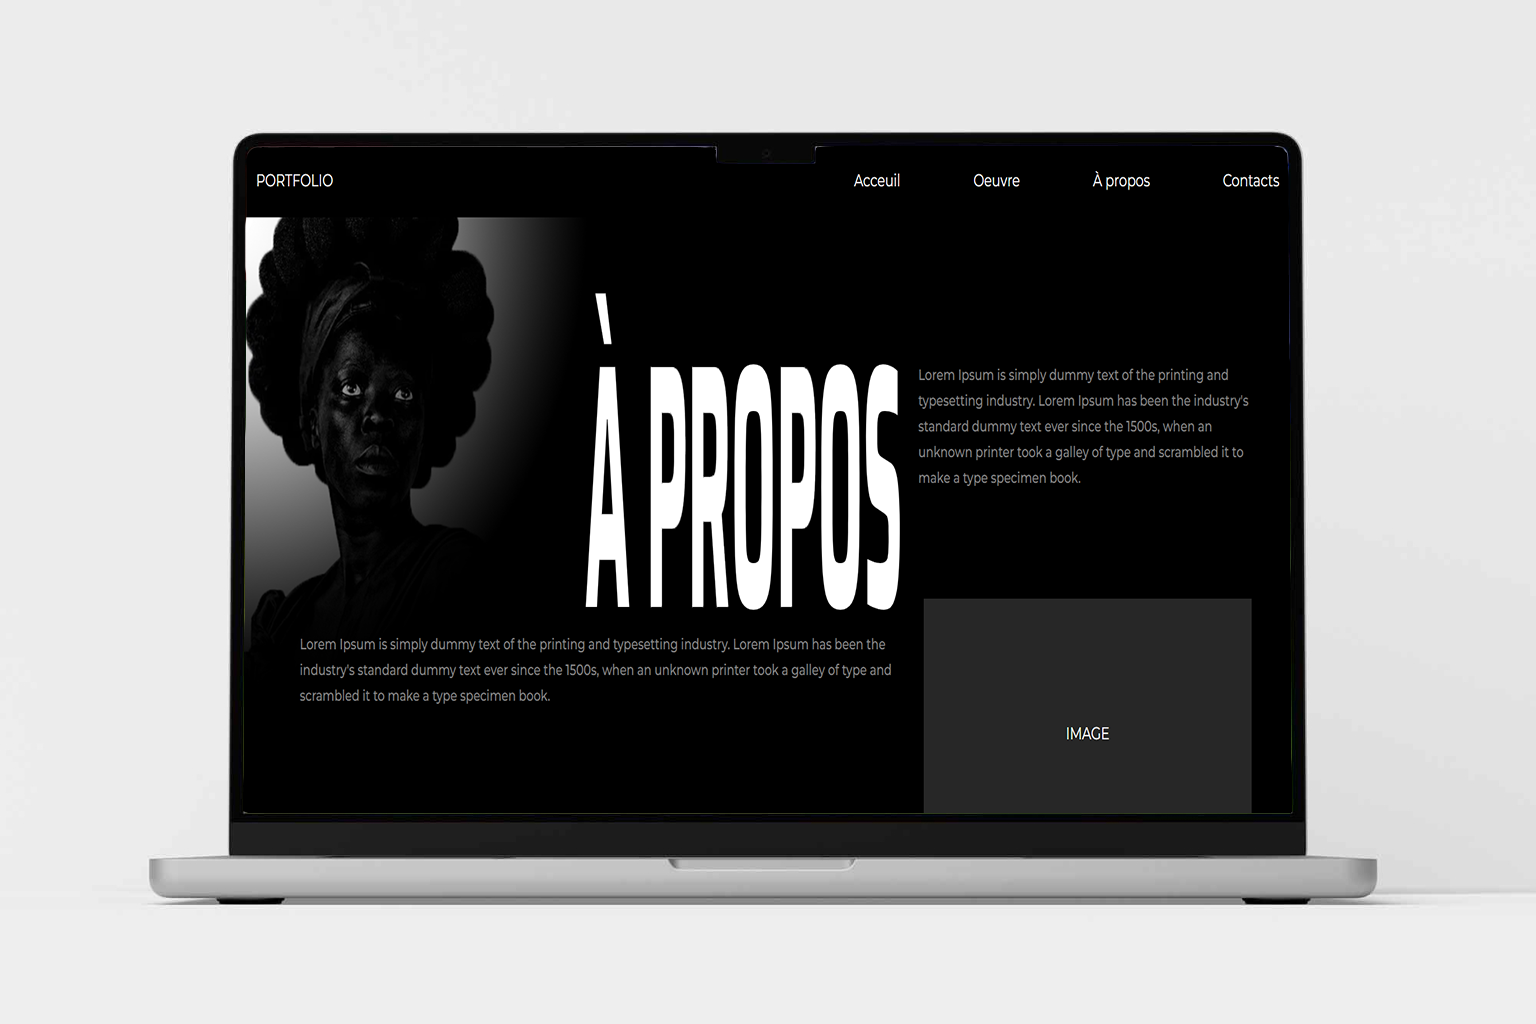 PORTFOLIO
Acceuil
Oeuvre
À propos
Contacts
À PROPOS
Lorem Ipsum is simply dummy text of the printing and
typesetting industry. Lorem Ipsum has been the industry's
standard dummy text ever since the 1500s, when an
unknown printer took a galley of type and scrambled it to
make a type specimen book.
Lorem Ipsum is simply dummy text of the printing and typesetting industry. Lorem Ipsum has been the
industry's standard dummy text ever since the 1500s, when an unknown printer took a galley of type and
scrambled it to make a type specimen book.
IMAGE